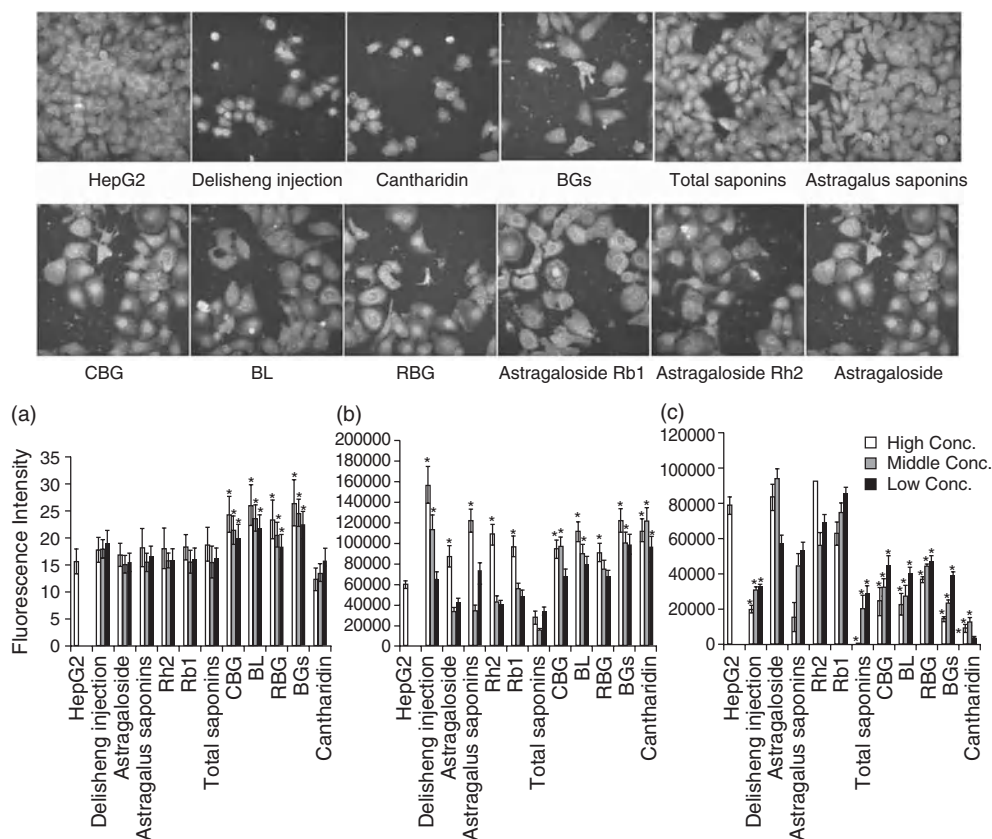 HepG2 Delisheng injection Cantharidin BGs Total saponins Astragalus saponins
CBG BL RBG Astragaloside Rb1 Astragaloside Rh2 Astragaloside
(a) (b) (c)
Fluorescence Intensity
35
30
25
20
15
10
5
0
HepG2
Delisheng injection
Astragaloside
Astragalus saponins
Rh2
Rb1
Total saponins
CBG
BL
RBG
BGs
Cantharidin
* * * * * * * * * * * *
200000
180000
160000
140000
120000
100000
80000
60000
40000
20000
0
HepG2
Delisheng injection
Astragaloside
Astragalus saponins
Rh2
Rb1
Total saponins
CBG
BL
RBG
BGs
Cantharidin
120000
100000
80000
60000
40000
20000
0
High Conc.
Middle Conc.
Low Conc.
HepG2
Delisheng injection
Astragaloside
Astragalus saponins
Rh2
Rb1
Total saponins
CBG
BL
RBG
BGs
Cantharidin